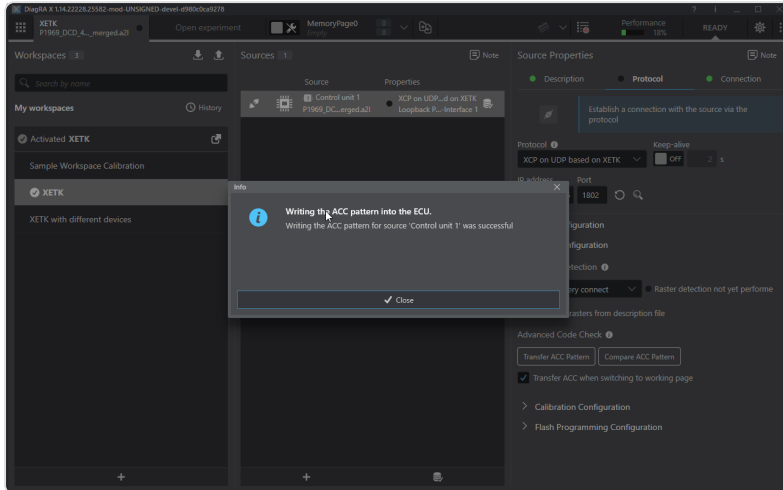 DiagRA X 1.14.22228.25582-mod-UNSIGNED-devel-d980c0ca9278
XETK
P1969_DCD_4..._merged.a2l
Open experiment
MemoryPage0
Empty
0
0
Performance
18%
READY
Workspaces 3
Search by name
My workspaces
History
Activated XETK
Sample Workspace Calibration
XETK
XETK with different devices
Sources 1
Note
Source
Properties
Control unit 1
P1969_DC...erged.a2l
XCP on UDP...d on XETK
Loopback P...-Interface 1
Source Properties
Note
Description
Protocol
Connection
Establish a connection with the source via the
protocol
Protocol
Keep-alive
XCP on UDP based on XETK
OFF
2 s
IP address
Port
1802
Info
Writing the ACC pattern into the ECU.
Writing the ACC pattern for source 'Control unit 1' was successful
Close
figuration
nfiguration
etection
ery connect
Raster detection not yet performe
rasters from description file
Advanced Code Check
Transfer ACC Pattern
Compare ACC Pattern
Transfer ACC when switching to working page
Calibration Configuration
Flash Programming Configuration